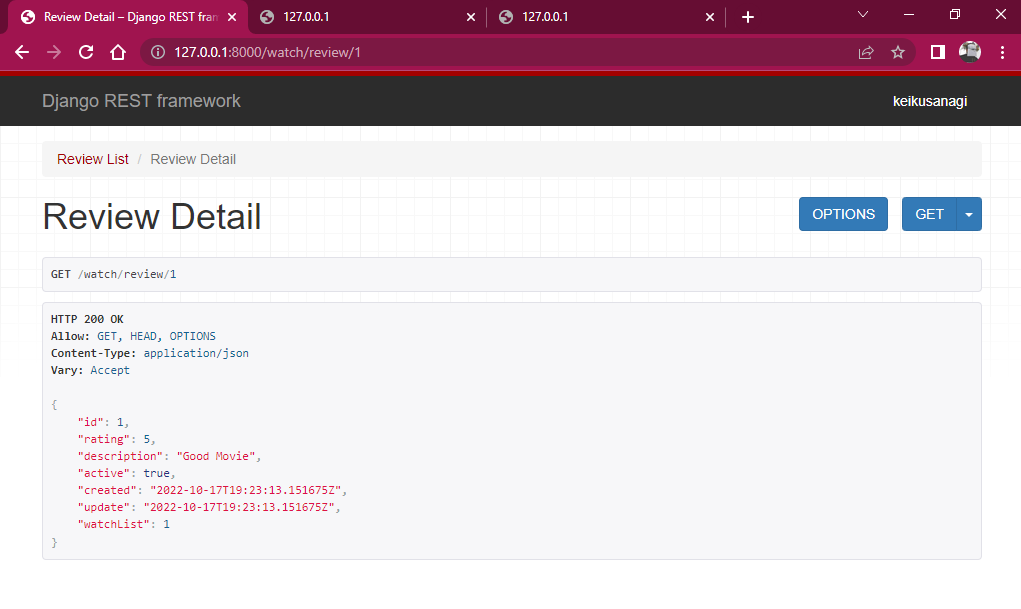 Review Detail – Django REST fram
127.0.0.1
127.0.0.1
127.0.0.1:8000/watch/review/1
Django REST framework
keikusanagi
Review List / Review Detail
Review Detail
OPTIONS
GET
GET /watch/review/1
HTTP 200 OK
Allow: GET, HEAD, OPTIONS
Content-Type: application/json
Vary: Accept
{
    "id": 1,
    "rating": 5,
    "description": "Good Movie",
    "active": true,
    "created": "2022-10-17T19:23:13.151675Z",
    "update": "2022-10-17T19:23:13.151675Z",
    "watchList": 1
}